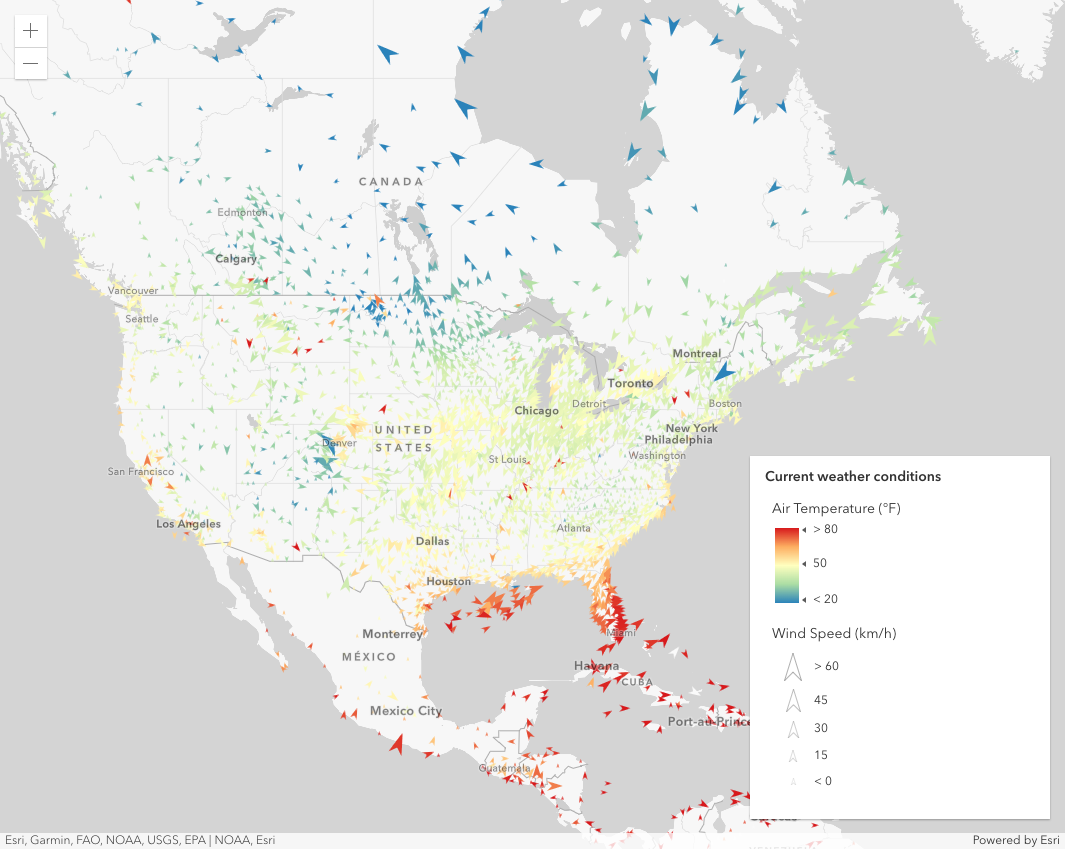 +
−
CANADA
Edmonton
Calgary
Vancouver
Seattle
Montreal
Toronto
Boston
Chicago
Detroit
New York
Philadelphia
UNITED
STATES
Denver
St Louis
Washington
San Francisco
Los Angeles
Atlanta
Dallas
Houston
Miami
Monterrey
MÉXICO
Havana
CUBA
Mexico City
Port-au-Prince
Guatemala
Current weather conditions
Air Temperature (°F)
> 80
50
< 20
Wind Speed (km/h)
> 60
45
30
15
< 0
Esri, Garmin, FAO, NOAA, USGS, EPA | NOAA, Esri
Powered by Esri